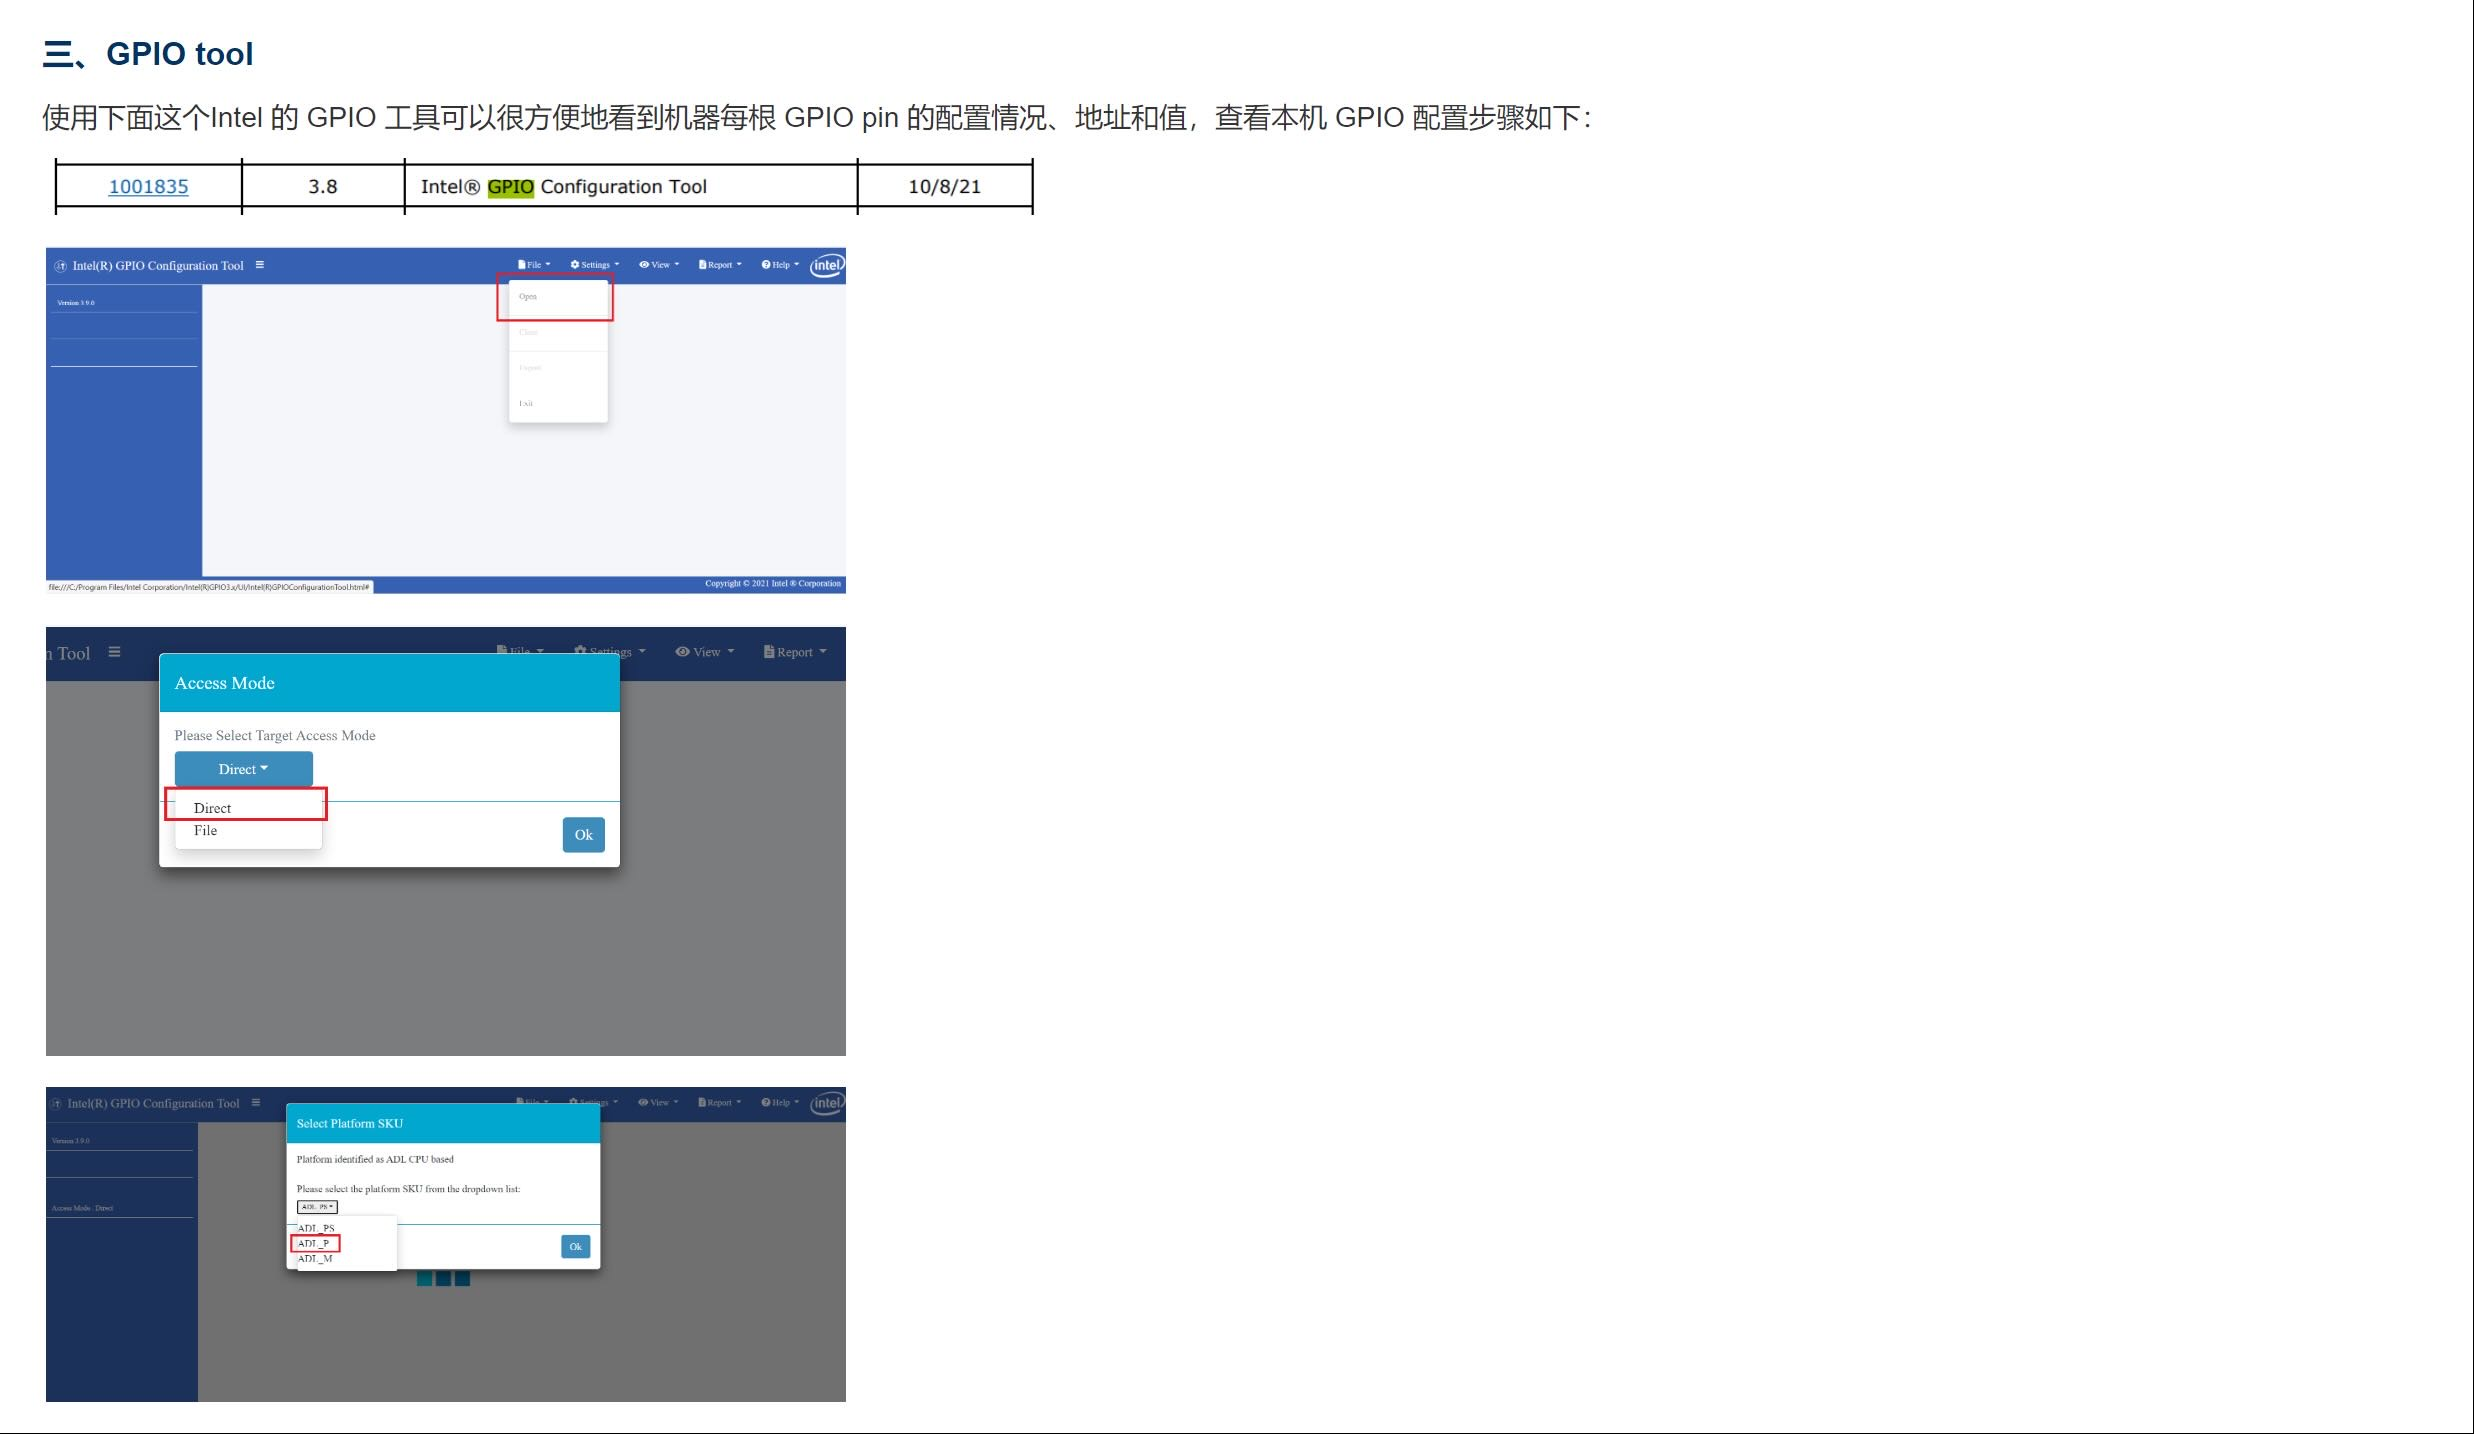 三、GPIO tool
使用下面这个Intel 的 GPIO 工具可以很方便地看到机器每根 GPIO pin 的配置情况、地址和值，查看本机 GPIO 配置步骤如下：
1001835 3.8 Intel® GPIO Configuration Tool 10/8/21
Intel(R) GPIO Configuration Tool File Settings View Report Help intel
Version 3.9.0
Open
Close
Export
Exit
Copyright © 2021 Intel ® Corporation
file:///C:/Program Files/Intel Corporation/Intel(R)GPIO3.x/UI/Intel(R)GPIOConfigurationTool.html#
n Tool File Settings View Report
Access Mode
Please Select Target Access Mode
Direct
Direct
File
Ok
Intel(R) GPIO Configuration Tool File Settings View Report Help intel
Select Platform SKU
Version 3.9.0
Platform identified as ADL CPU based
Please select the platform SKU from the dropdown list:
ADL_PS
Access Mode : Direct
ADL_PS
ADL_P
ADL_M
Ok